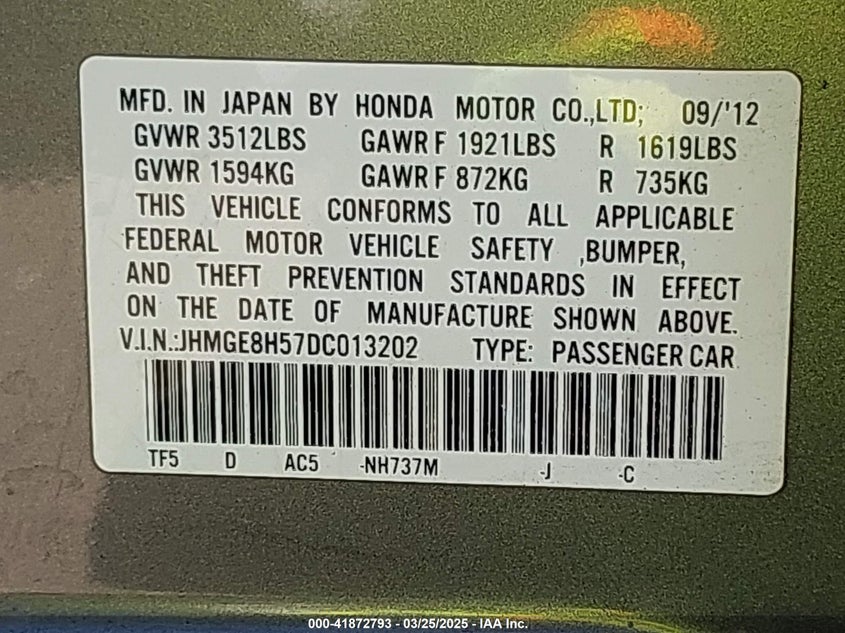 MFD. IN JAPAN BY HONDA MOTOR CO.,LTD; 09/'12
GVWR 3512LBS GAWR F 1921LBS R 1619LBS
GVWR 1594KG GAWR F 872KG R 735KG
THIS VEHICLE CONFORMS TO ALL APPLICABLE
FEDERAL MOTOR VEHICLE SAFETY ,BUMPER,
AND THEFT PREVENTION STANDARDS IN EFFECT
ON THE DATE OF MANUFACTURE SHOWN ABOVE.
V.I.N.:JHMGE8H57DC013202 TYPE: PASSENGER CAR
TF5 D AC5 -NH737M -J -C
000-41872793 - 03/25/2025 - IAA Inc.